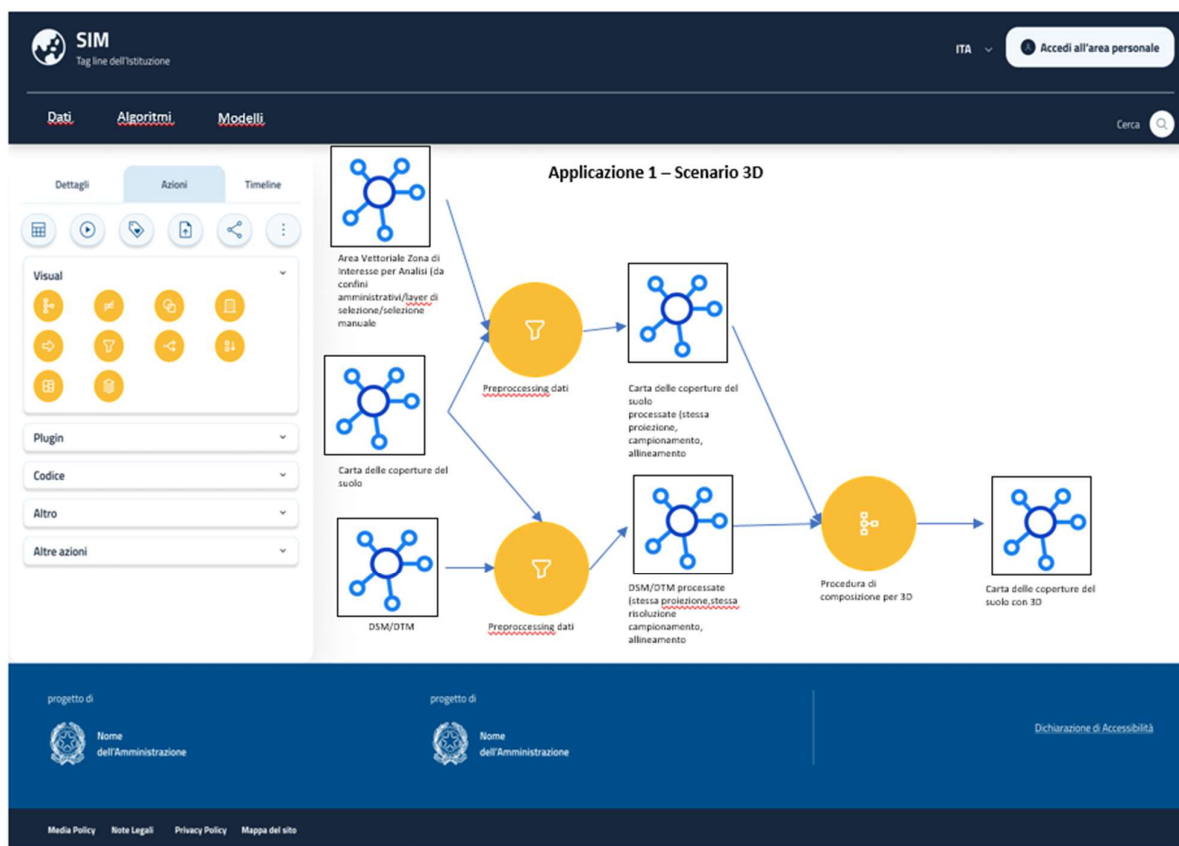 SIM
Tag line dell'Istituzione
ITA
Accedi all'area personale
Dati
Algoritmi
Modelli
Cerca
Dettagli
Azioni
Timeline
Visual
Plugin
Codice
Altro
Altre azioni
Applicazione 1 – Scenario 3D
Area Vettoriale Zona di
Interesse per Analisi (da
confini
amministrativi/layer di
selezione/selezione
manuale
Preproccessing dati
Carta delle coperture del
suolo
processate (stessa
proiezione,
campionamento,
allineamento
Carta delle coperture del
suolo
DSM/DTM
Preproccessing dati
DSM/DTM processate
(stessa proiezione,stessa
risoluzione
campionamento,
allineamento
Procedura di
composizione per 3D
Carta delle coperture del
suolo con 3D
progetto di
Nome
dell'Amministrazione
progetto di
Nome
dell'Amministrazione
Dichiarazione di Accessibilità
Media Policy
Note Legali
Privacy Policy
Mappa del sito